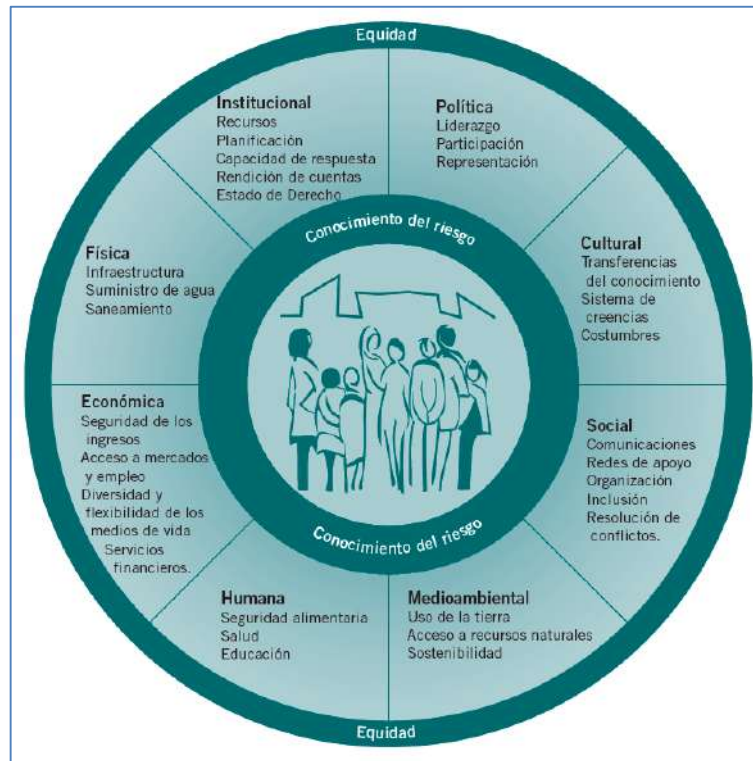 Equidad
Institucional
Recursos
Planificación
Capacidad de respuesta
Rendición de cuentas
Estado de Derecho
Política
Liderazgo
Participación
Representación
Conocimiento del riesgo
Física
Infraestructura
Suministro de agua
Saneamiento
Cultural
Transferencias
del conocimiento
Sistema de
creencias
Costumbres
Económica
Seguridad de los
ingresos
Acceso a mercados
y empleo
Diversidad y
flexibilidad de los
medios de vida
Servicios
financieros.
Social
Comunicaciones
Redes de apoyo
Organización
Inclusión
Resolución de
conflictos.
Conocimiento del riesgo
Humana
Seguridad alimentaria
Salud
Educación
Medioambiental
Uso de la tierra
Acceso a recursos naturales
Sostenibilidad
Equidad